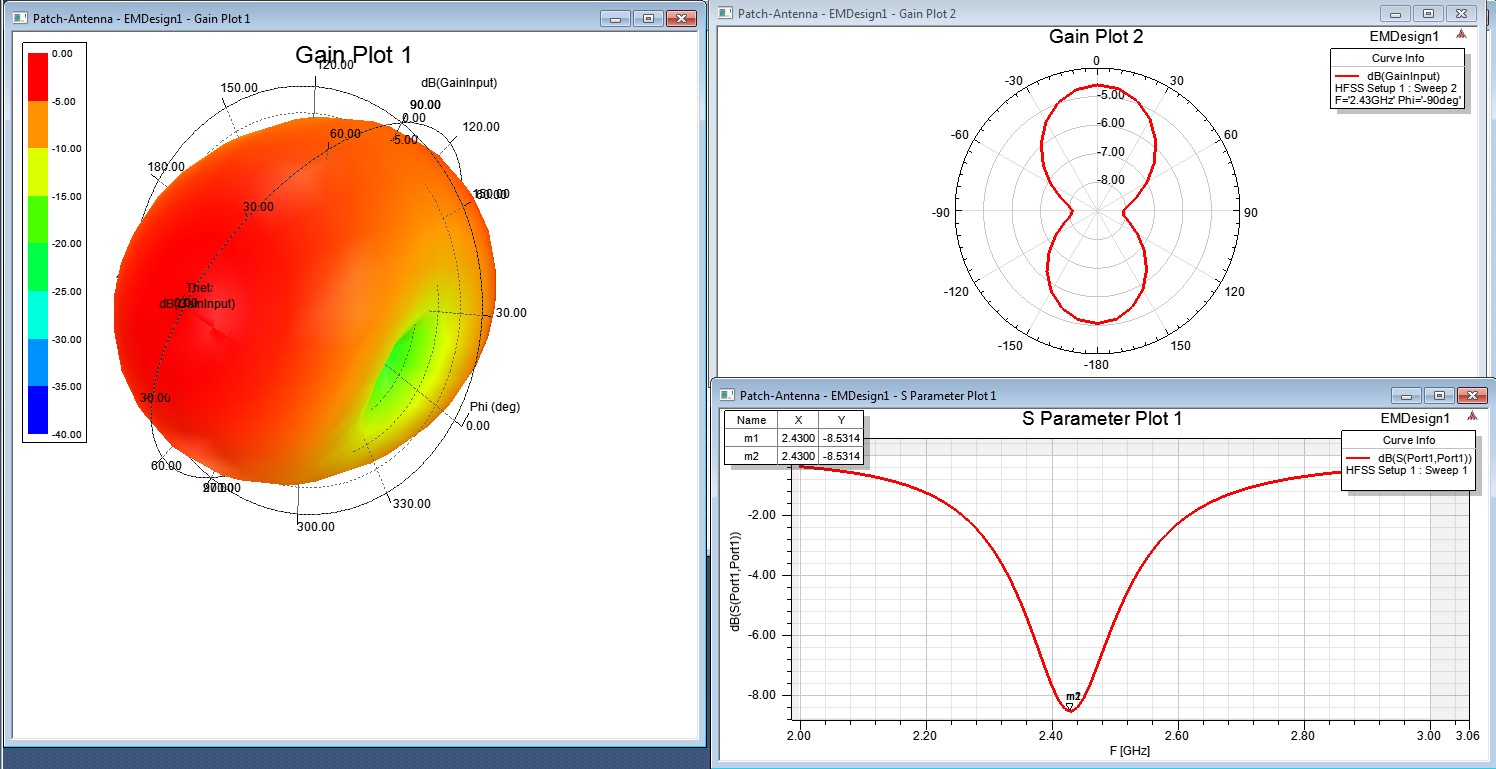 Patch-Antenna - EMDesign1 - Gain Plot 1
Gain Plot 1
0.00
-5.00
-10.00
-15.00
-20.00
-25.00
-30.00
-35.00
-40.00
120.00
150.00
dB(GainInput)
90.00
0.00
120.00
60.00
-5.00
180.00
30.00
60.00
dB(GainInput)
30.00
30.00
Phi (deg)
0.00
60.00
330.00
300.00
Patch-Antenna - EMDesign1 - Gain Plot 2
Gain Plot 2
EMDesign1
Curve Info
dB(GainInput)
HFSS Setup 1 : Sweep 2
F='2.43GHz' Phi='-90deg'
0
-30
30
-5.00
-60
-6.00
60
-7.00
-8.00
-90
90
-120
120
-150
150
-180
Patch-Antenna - EMDesign1 - S Parameter Plot 1
S Parameter Plot 1
EMDesign1
Name X Y
m1 2.4300 -8.5314
m2 2.4300 -8.5314
Curve Info
dB(S(Port1,Port1))
HFSS Setup 1 : Sweep 1
-2.00
-4.00
-6.00
-8.00
dB(S(Port1,Port1))
2.00 2.20 2.40 2.60 2.80 3.00 3.06
F [GHz]